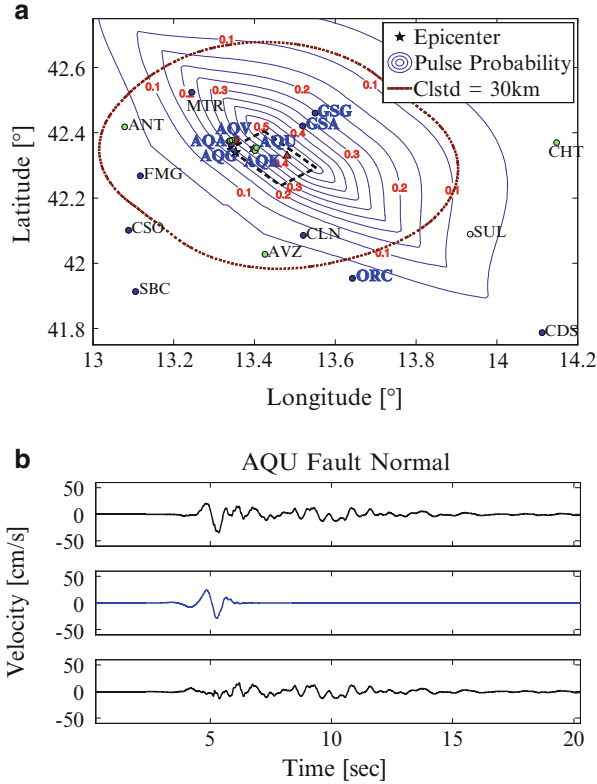 a
Epicenter
Pulse Probability
Clstd = 30km
Latitude [°]
42.6
42.4
42.2
42
41.8
0.1
0.1
0.1
0.2
0.3
0.2
MTR
GSG
GSA
ANT
AQV
0.5
0.4
AQA
AQU
CHT
AQG
AQK
0.4
0.3
FMG
0.1
0.3
0.2
0.2
0.1
CSO
CLN
SUL
0.1
AVZ
ORC
SBC
CDS
13
13.2
13.4
13.6
13.8
14
14.2
Longitude [°]
b
AQU Fault Normal
Velocity [cm/s]
50
0
-50
50
0
-50
50
0
-50
5
10
15
20
Time [sec]